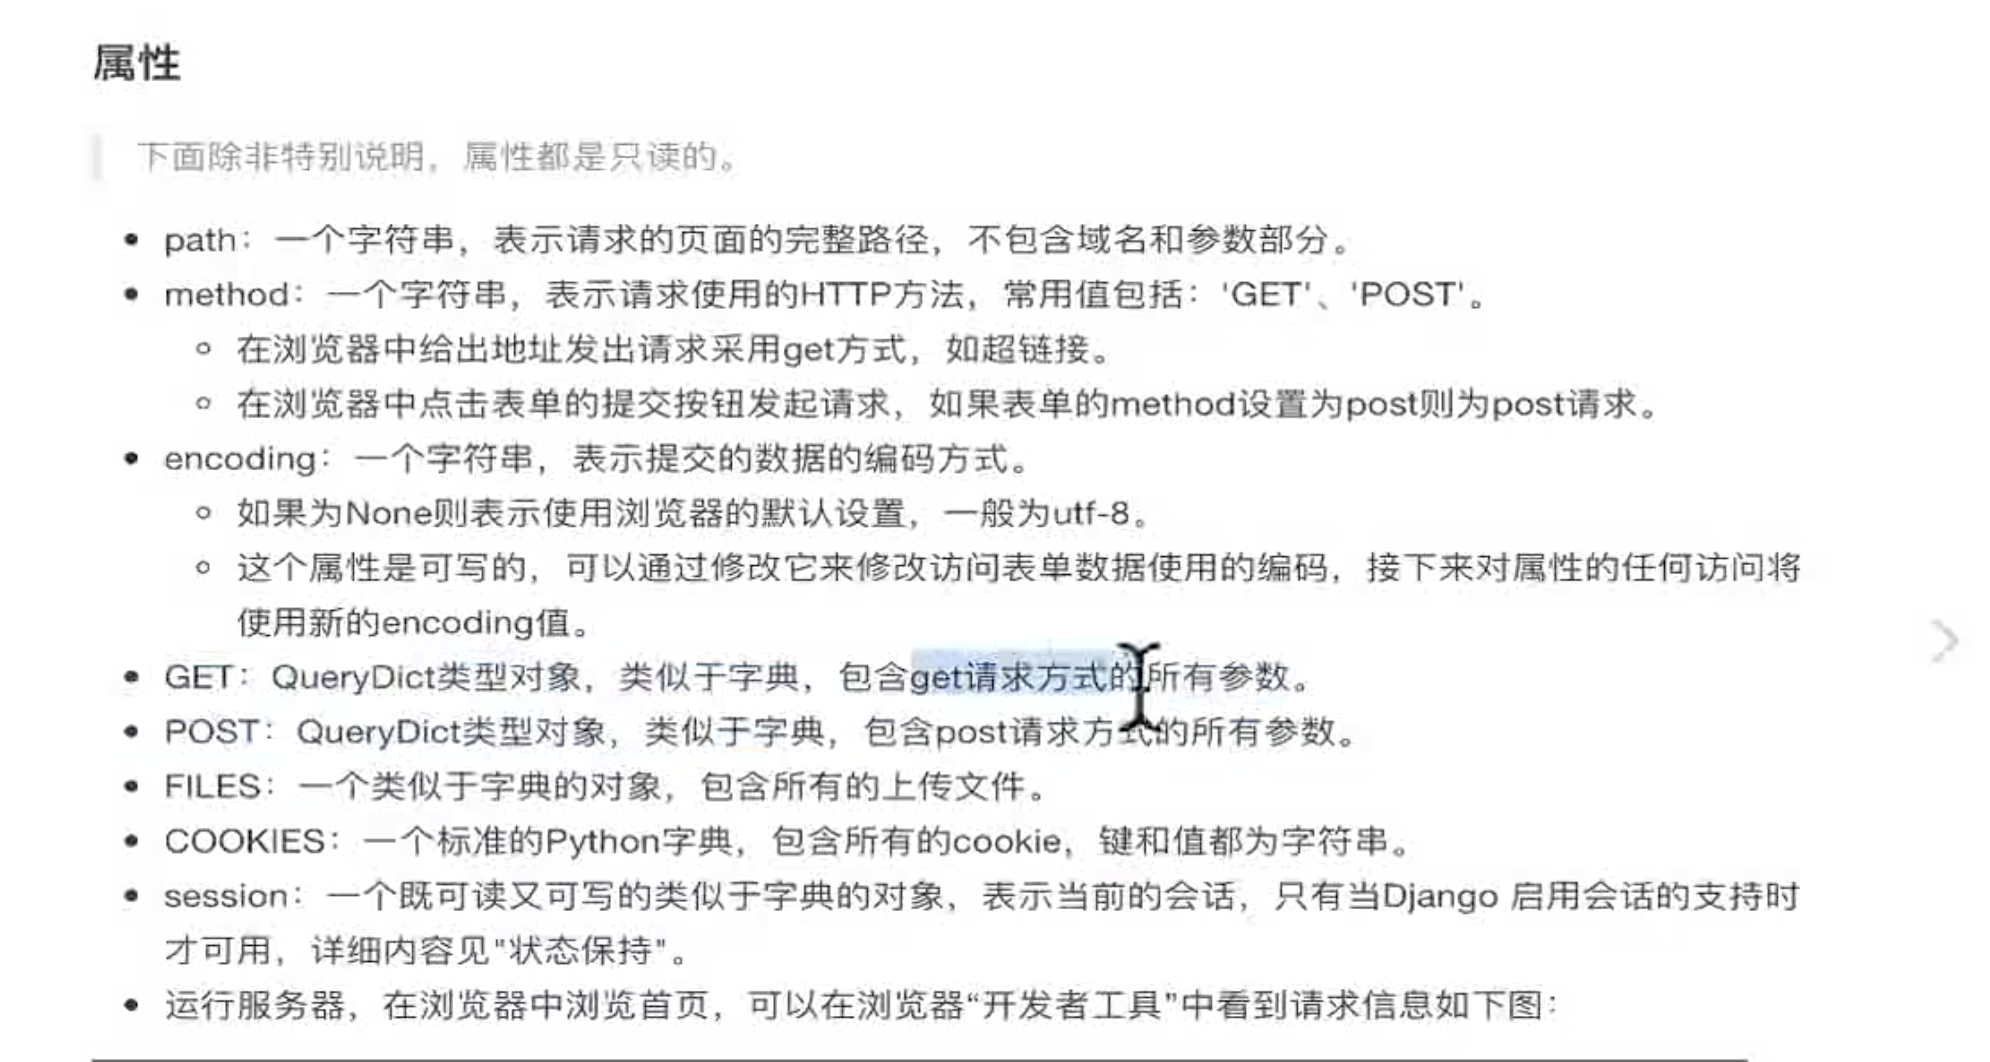 属性
下面除非特别说明，属性都是只读的。
path：一个字符串，表示请求的页面的完整路径，不包含域名和参数部分。
method：一个字符串，表示请求使用的HTTP方法，常用值包括：'GET'、'POST'。
在浏览器中给出地址发出请求采用get方式，如超链接。
在浏览器中点击表单的提交按钮发起请求，如果表单的method设置为post则为post请求。
encoding：一个字符串，表示提交的数据的编码方式。
如果为None则表示使用浏览器的默认设置，一般为utf-8。
这个属性是可写的，可以通过修改它来修改访问表单数据使用的编码，接下来对属性的任何访问将
使用新的encoding值。
GET：QueryDict类型对象，类似于字典，包含get请求方式的所有参数。
POST：QueryDict类型对象，类似于字典，包含post请求方式的所有参数。
FILES：一个类似于字典的对象，包含所有的上传文件。
COOKIES：一个标准的Python字典，包含所有的cookie，键和值都为字符串。
session：一个既可读又可写的类似于字典的对象，表示当前的会话，只有当Django 启用会话的支持时
才可用，详细内容见"状态保持"。
运行服务器，在浏览器中浏览首页，可以在浏览器“开发者工具”中看到请求信息如下图：